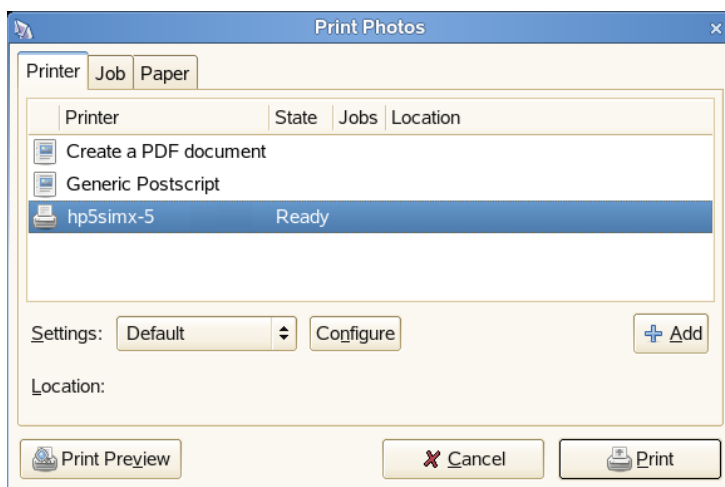 Print Photos
Printer Job Paper
Printer State Jobs Location
Create a PDF document
Generic Postscript
hp5simx-5 Ready
Settings: Default Configure Add
Location:
Print Preview Cancel Print